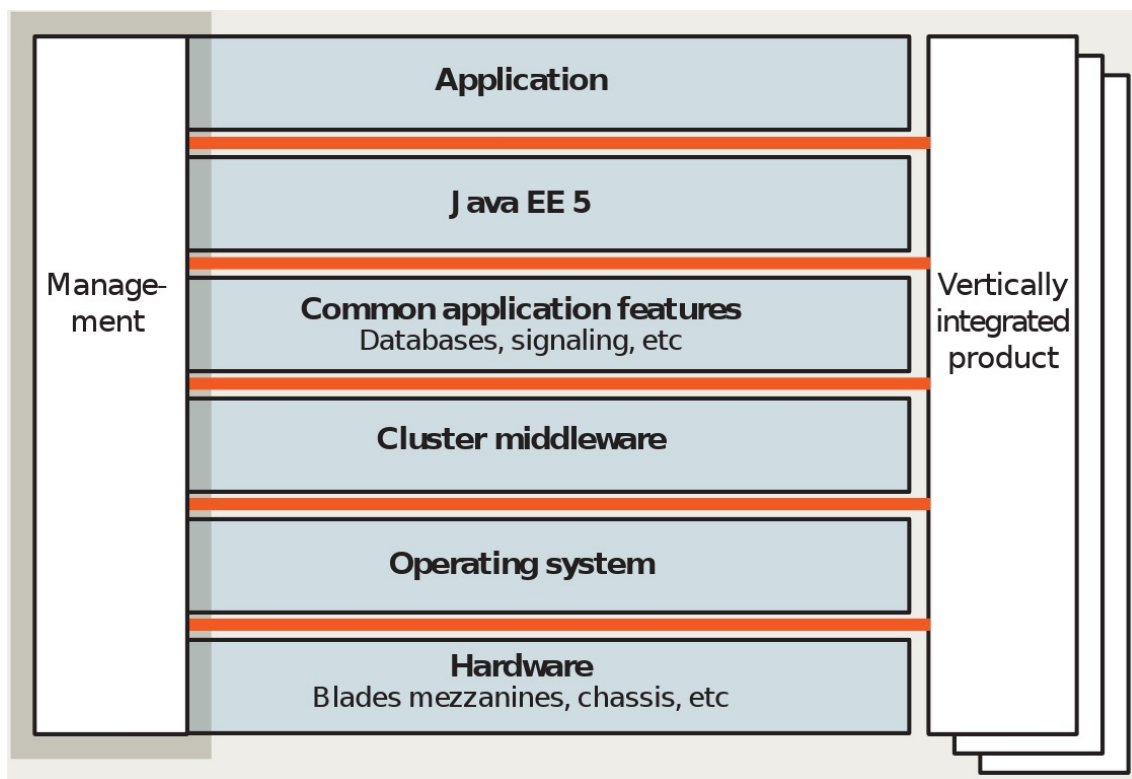 Application
Java EE 5
Manage-
ment
Common application features
Databases, signaling, etc
Vertically
integrated
product
Cluster middleware
Operating system
Hardware
Blades mezzanines, chassis, etc